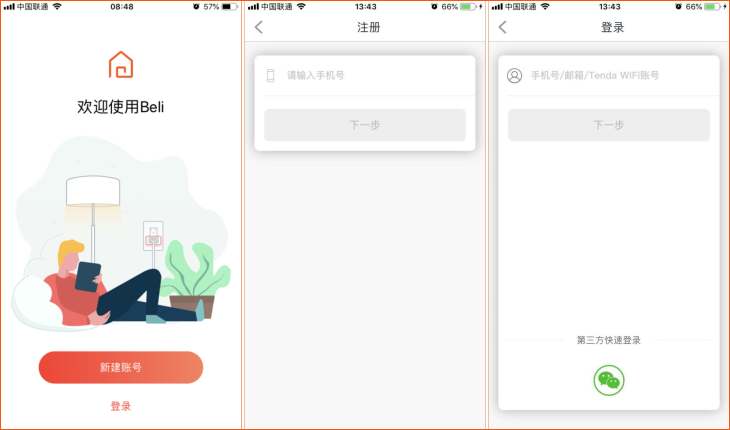 中国联通
08:48
57%
欢迎使用Beli
新建账号
登录
中国联通
13:43
66%
注册
请输入手机号
下一步
中国联通
13:43
66%
登录
手机号/邮箱/Tenda WiFi账号
下一步
第三方快速登录